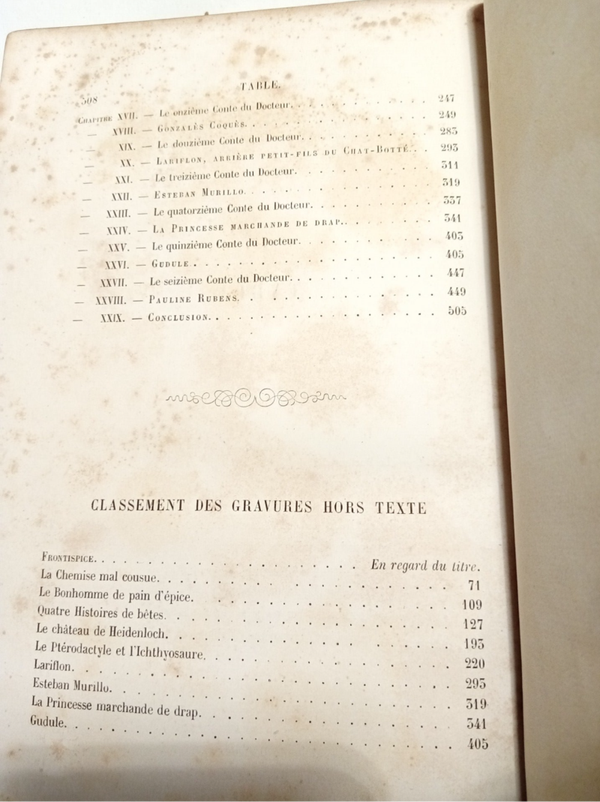 508
TABLE.
Chapitre XVII. — Le onzième Conte du Docteur. 247
— XVIII. — Gonzalès Coquès. 249
— XIX. — Le douzième Conte du Docteur. 283
— XX. — Lariflon, arrière petit-fils du Chat-Botté. 293
— XXI. — Le treizième Conte du Docteur. 311
— XXII. — Esteban Murillo. 319
— XXIII. — Le quatorzième Conte du Docteur. 337
— XXIV. — La Princesse marchande de drap. 341
— XXV. — Le quinzième Conte du Docteur. 403
— XXVI. — Gudule. 405
— XXVII. — Le seizième Conte du Docteur. 447
— XXVIII. — Pauline Rubens. 449
— XXIX. — Conclusion. 505
CLASSEMENT DES GRAVURES HORS TEXTE
Frontispice. En regard du titre.
La Chemise mal cousue. 71
Le Bonhomme de pain d'épice. 109
Quatre Histoires de bêtes. 127
Le château de Heidenloch. 193
Le Ptérodactyle et l'Ichthyosaure. 220
Lariflon. 293
Esteban Murillo. 319
La Princesse marchande de drap. 341
Gudule. 405